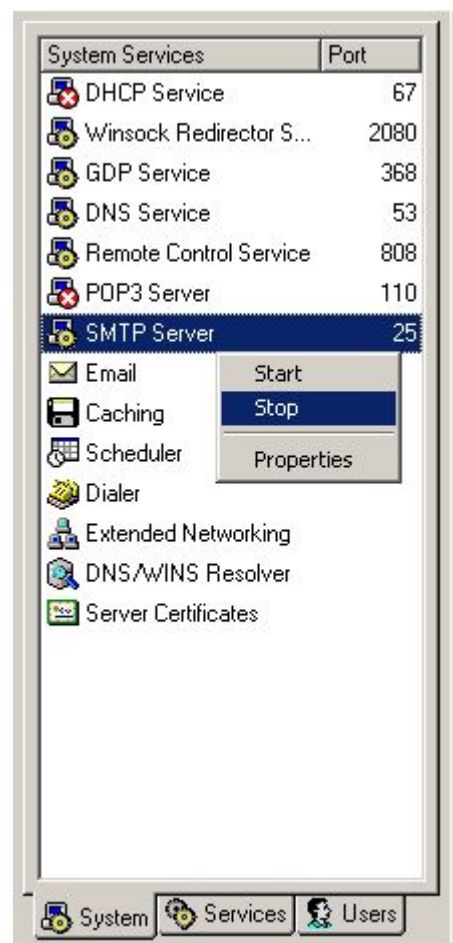 System Services Port
DHCP Service 67
Winsock Redirector S... 2080
GDP Service 368
DNS Service 53
Remote Control Service 808
POP3 Server 110
SMTP Server 25
Email Start
Caching Stop
Scheduler Properties
Dialer
Extended Networking
DNS/WINS Resolver
Server Certificates
System Services Users